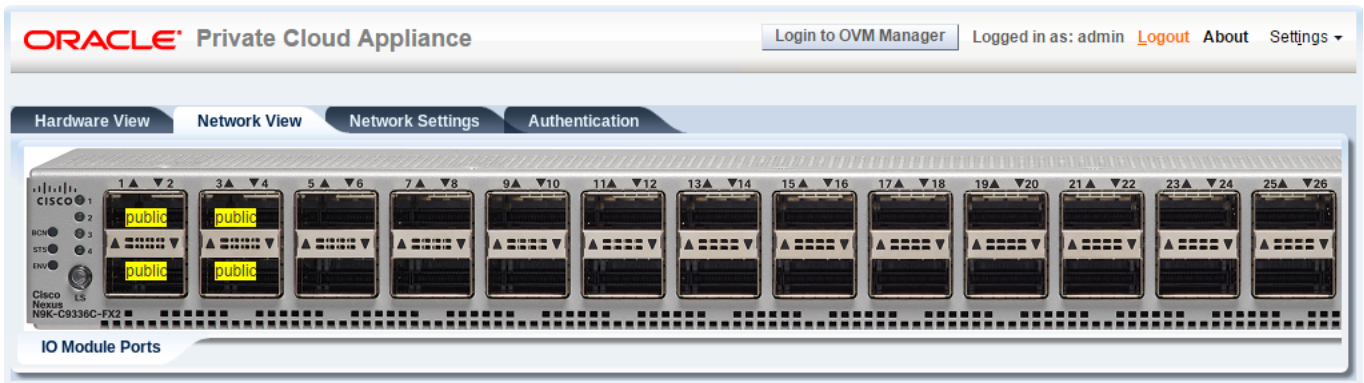 ORACLE® Private Cloud Appliance Login to OVM Manager Logged in as: admin Logout About Settings
Hardware View Network View Network Settings Authentication
1 ▲ ▼ 2 3 ▲ ▼ 4 5 ▲ ▼ 6 7 ▲ ▼ 8 9 ▲ ▼ 10 11 ▲ ▼ 12 13 ▲ ▼ 14 15 ▲ ▼ 16 17 ▲ ▼ 18 19 ▲ ▼ 20 21 ▲ ▼ 22 23 ▲ ▼ 24 25 ▲ ▼ 26
CISCO 1
2
public public
BCN 3
STS 4
ENV
public public
LS
Cisco
Nexus
N9K-C9336C-FX2
IO Module Ports